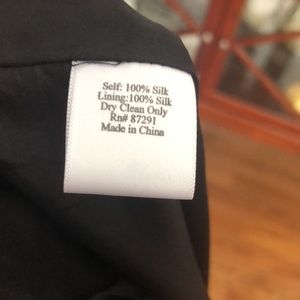 Self: 100% Silk
Lining:100% Silk
Dry Clean Only
Rn# 87291
Made in China